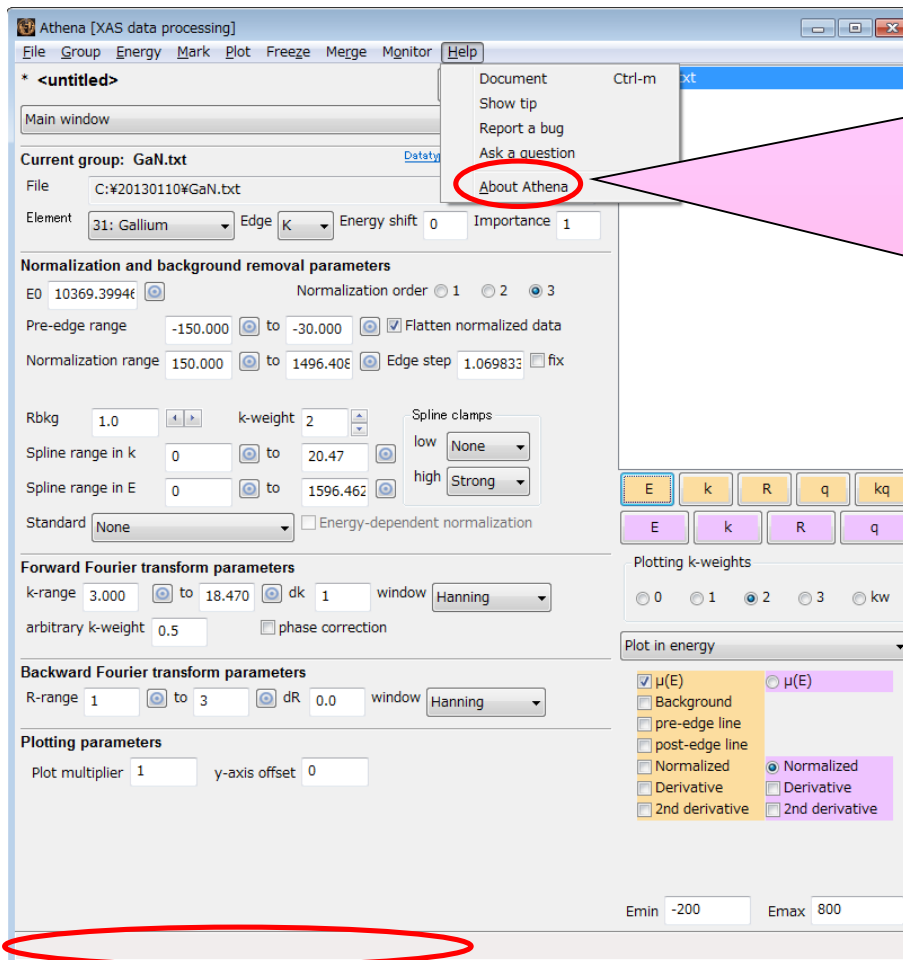 Athena [XAS data processing]
File Group Energy Mark Plot Freeze Merge Monitor Help
* <untitled>
Document Ctrl-m
Show tip
Report a bug
Ask a question
About Athena
xt
Main window
Current group: GaN.txt Dataty
File C:¥20130110¥GaN.txt
Element 31: Gallium Edge K Energy shift 0 Importance 1
Normalization and background removal parameters
E0 10369.39946 Normalization order 1 2 3
Pre-edge range -150.000 to -30.000 Flatten normalized data
Normalization range 150.000 to 1496.408 Edge step 1.069833 fix
Rbkg 1.0 k-weight 2 Spline clamps
Spline range in k 0 to 20.47 low None
Spline range in E 0 to 1596.462 high Strong
Standard None Energy-dependent normalization
Forward Fourier transform parameters
k-range 3.000 to 18.470 dk 1 window Hanning
arbitrary k-weight 0.5 phase correction
Backward Fourier transform parameters
R-range 1 to 3 dR 0.0 window Hanning
Plotting parameters
Plot multiplier 1 y-axis offset 0
E k R q kq
E k R q
Plotting k-weights
0 1 2 3 kw
Plot in energy
μ(E) μ(E)
Background
pre-edge line
post-edge line
Normalized Normalized
Derivative Derivative
2nd derivative 2nd derivative
Emin -200 Emax 800